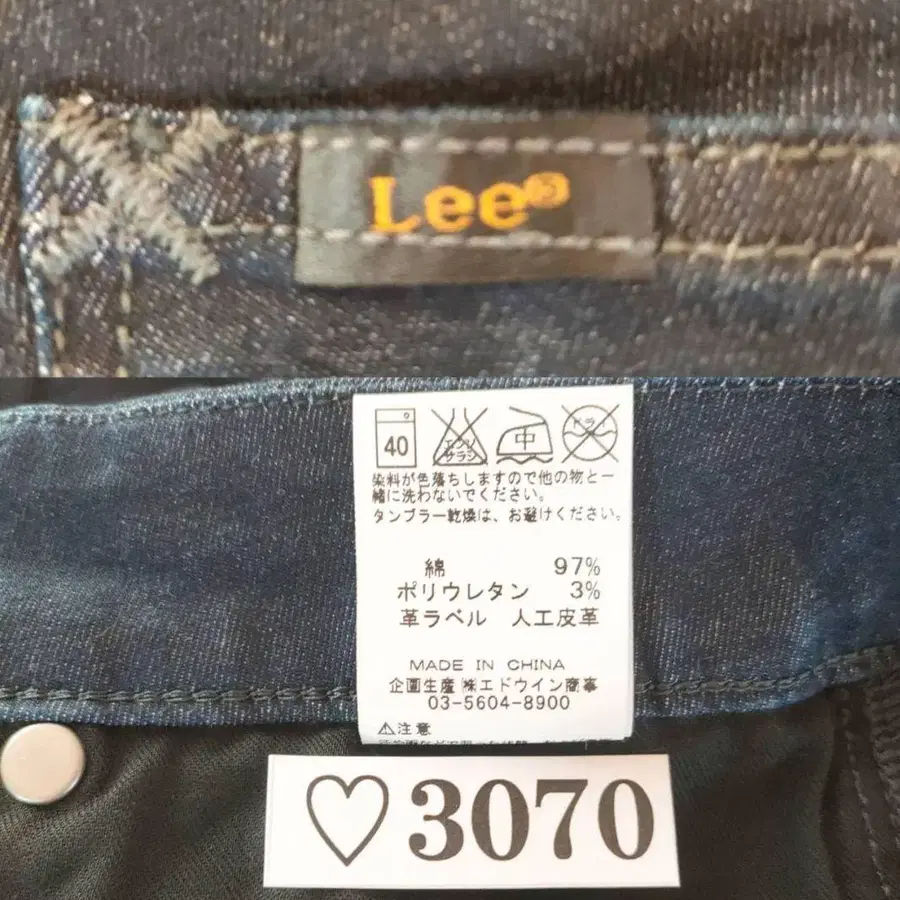 Lee®
40 エンソ サラシ 中 ドライ
染料が色落ちしますので他の物と一
緒に洗わないでください。
タンブラー乾燥は、お避けください。
綿 97%
ポリウレタン 3%
革ラベル 人工皮革
MADE IN CHINA
企画生産 ㈱エドウイン商事
03-5604-8900
⚠注意
♡3070